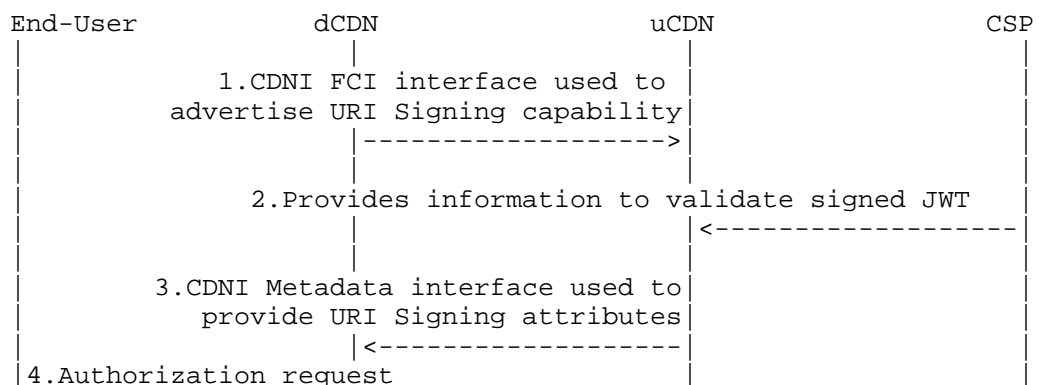 End-User dCDN uCDN CSP
1.CDNI FCI interface used to
advertise URI Signing capability
2.Provides information to validate signed JWT
3.CDNI Metadata interface used to
provide URI Signing attributes
4.Authorization request